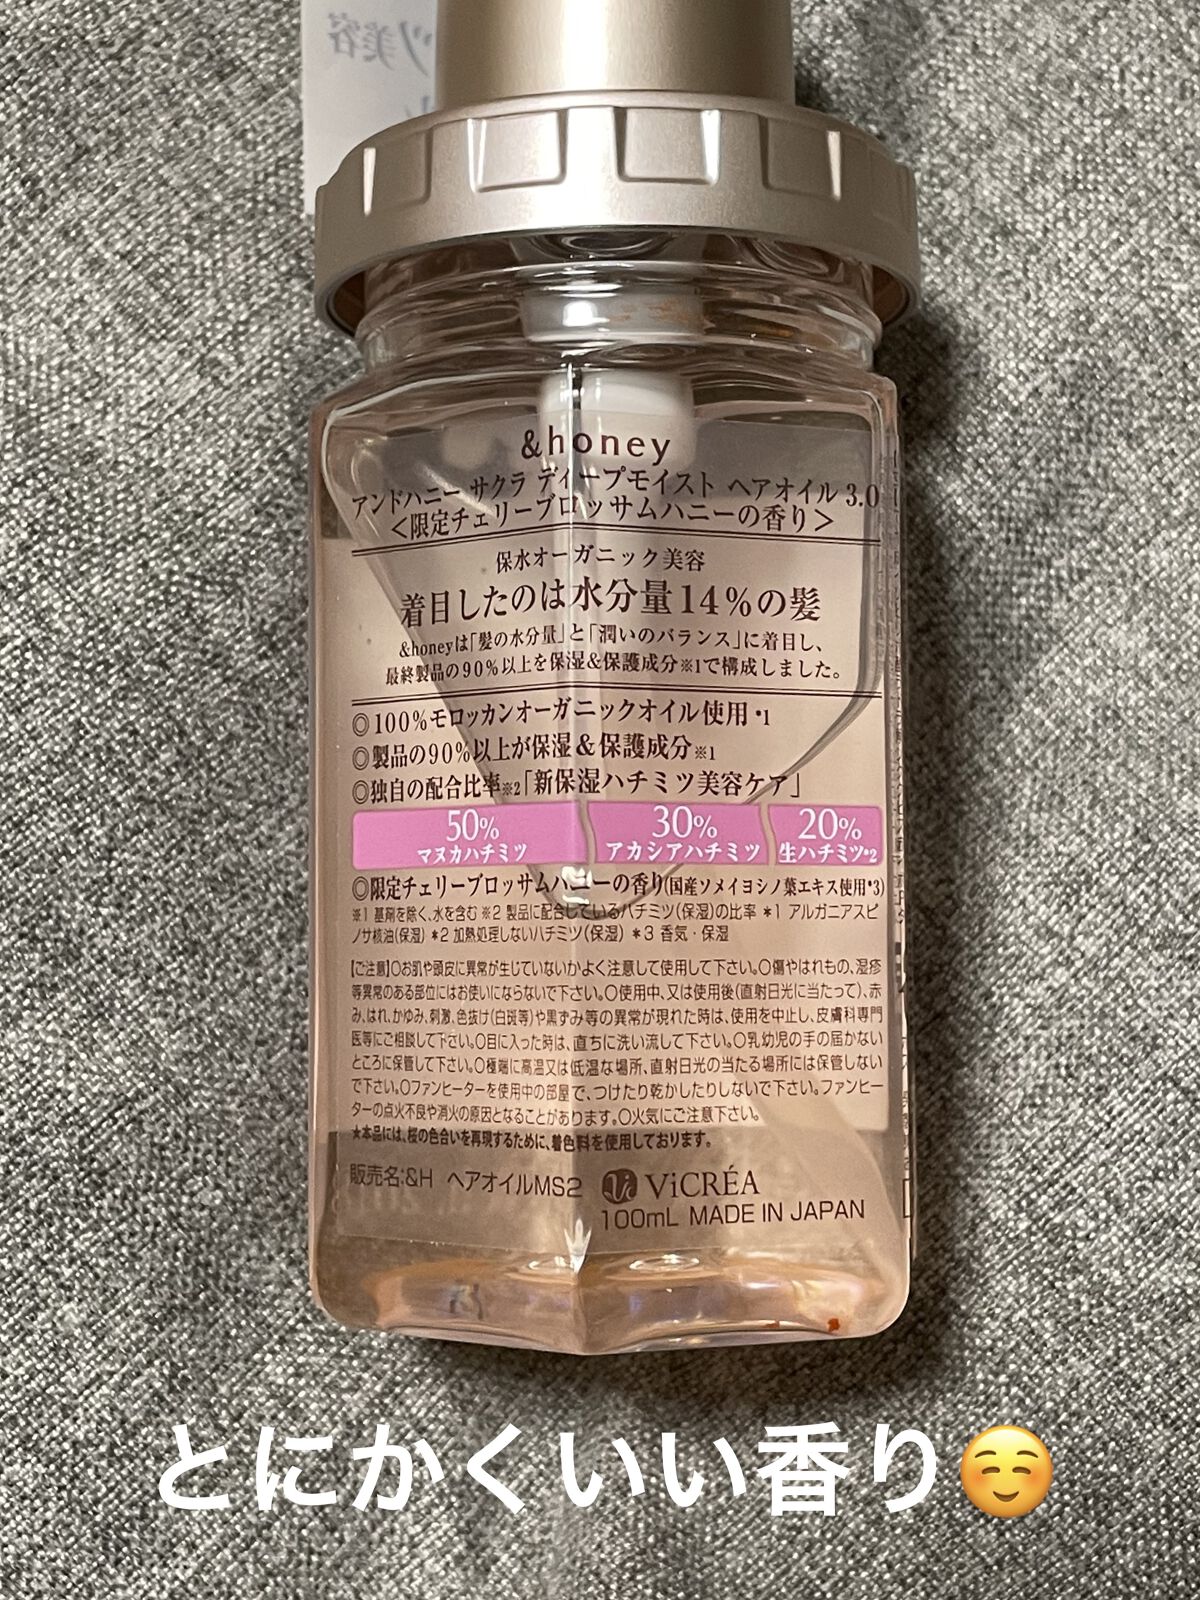 ツ美容
&honey
アンドハニー サクラ ディープモイスト ヘアオイル 3.0
＜限定チェリーブロッサムハニーの香り＞
保水オーガニック美容
着目したのは水分量14%の髪
&honeyは「髪の水分量」と「潤いのバランス」に着目し、
最終製品の90%以上を保湿&保護成分※1で構成しました。
◎100%モロッカンオーガニックオイル使用*1
◎製品の90%以上が保湿&保護成分※1
◎独自の配合比率※2「新保湿ハチミツ美容ケア」
50% 30% 20%
マヌカハチミツ アカシアハチミツ 生ハチミツ*2
◎限定チェリーブロッサムハニーの香り(国産ソメイヨシノ葉エキス使用*3)
※1 基剤を除く、水を含む ※2 製品に配合しているハチミツ(保湿)の比率 *1 アルガニアスピ
ノサ核油(保湿) *2 加熱処理しないハチミツ(保湿) *3 香気・保湿
【ご注意】○お肌や頭皮に異常が生じていないかよく注意して使用して下さい。○傷やはれもの、湿疹
等異常のある部位にはお使いにならないで下さい。○使用中、又は使用後(直射日光に当たって)、赤
み、はれ、かゆみ、刺激、色抜け(白斑等)や黒ずみ等の異常が現れた時は、使用を中止し、皮膚科専門
医等にご相談して下さい。○目に入った時は、直ちに洗い流して下さい。○乳幼児の手の届かない
ところに保管して下さい。○極端に高温又は低温な場所、直射日光の当たる場所には保管しない
で下さい。○ファンヒーターを使用中の部屋で、つけたり乾かしたりしないで下さい。ファンヒー
ターの点火不良や消火の原因となることがあります。○火気にご注意下さい。
★本品には、桜の色合いを再現するために、着色料を使用しております。
販売名:&H ヘアオイルMS2 ViCRÉA
100mL MADE IN JAPAN
とにかくいい香り☺️